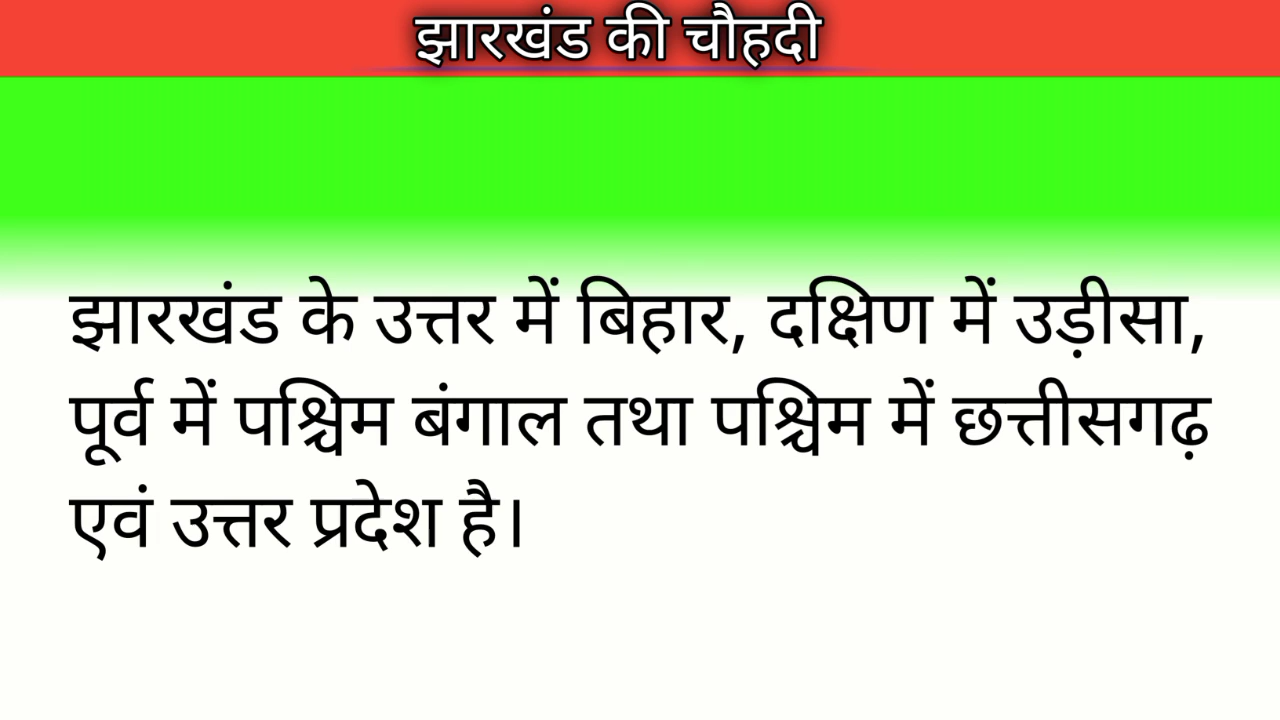 झारखंड की चौहदी
झारखंड के उत्तर में बिहार, दक्षिण में उड़ीसा,
पूर्व में पश्चिम बंगाल तथा पश्चिम में छत्तीसगढ़
एवं उत्तर प्रदेश है।